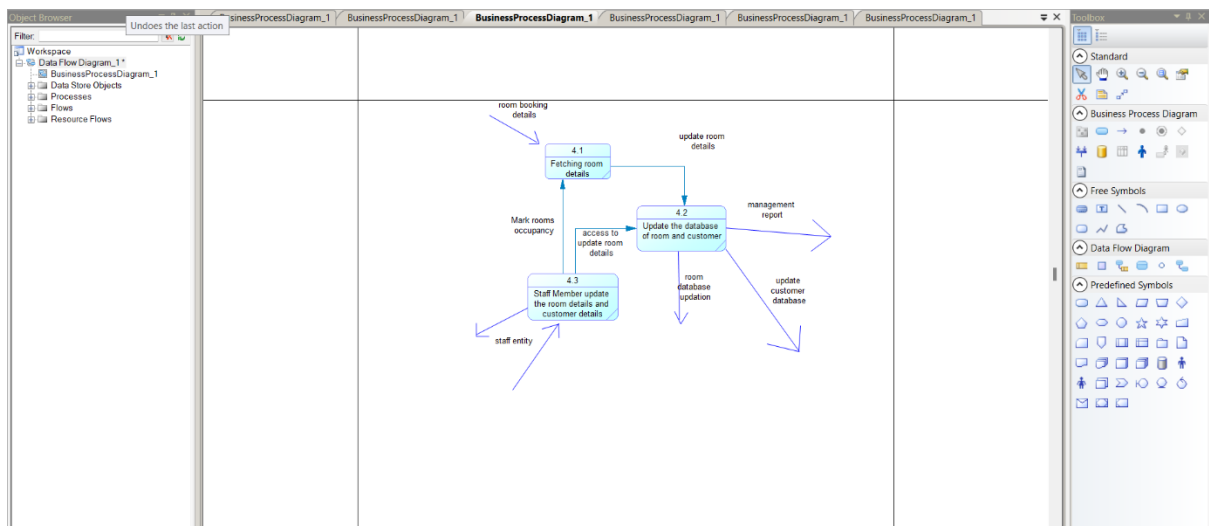 Object Browser
Undoes the last action
Filter:
Workspace
Data Flow Diagram_1 *
BusinessProcessDiagram_1
Data Store Objects
Processes
Flows
Resource Flows
BusinessProcessDiagram_1
BusinessProcessDiagram_1
BusinessProcessDiagram_1
BusinessProcessDiagram_1
BusinessProcessDiagram_1
BusinessProcessDiagram_1
room booking
details
4.1
Fetching room
details
update room
details
Mark rooms
occupancy
access to
update room
details
4.2
Update the database
of room and customer
management
report
4.3
Staff Member update
the room details and
customer details
room
database
updation
update
customer
database
staff entity
Toolbox
Standard
Business Process Diagram
Free Symbols
Data Flow Diagram
Predefined Symbols